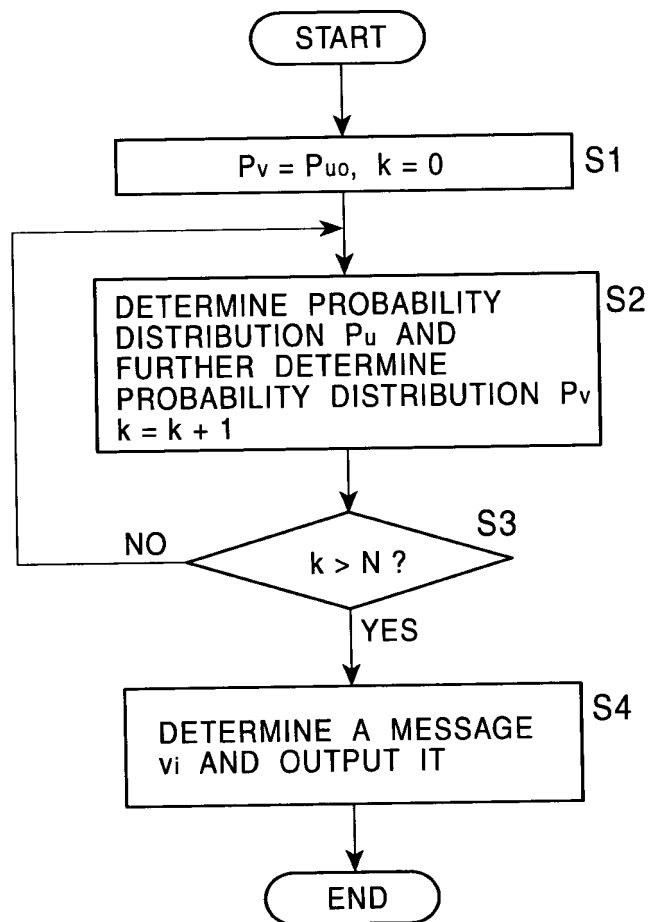 START
Pv = Puo, k = 0
S1
DETERMINE PROBABILITY
DISTRIBUTION Pu AND
FURTHER DETERMINE
PROBABILITY DISTRIBUTION Pv
k = k + 1
S2
S3
NO
k > N ?
YES
DETERMINE A MESSAGE
vi AND OUTPUT IT
S4
END